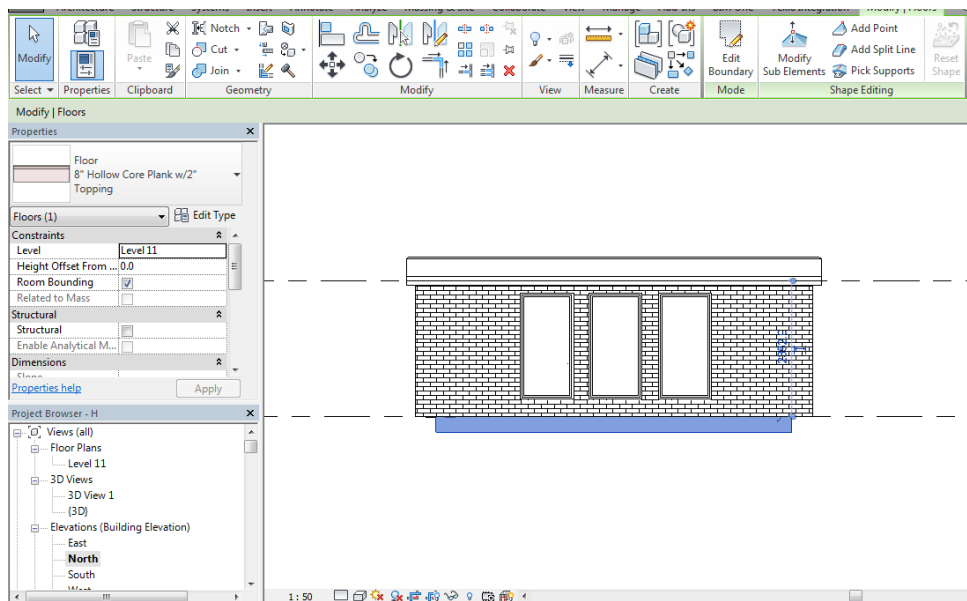 Modify | Floors
Modify
Paste
Notch
Cut
Join
Edit
Boundary
Modify
Sub Elements
Add Point
Add Split Line
Pick Supports
Reset
Shape
Select
Properties
Clipboard
Geometry
Modify
View
Measure
Create
Mode
Shape Editing
Modify | Floors
Properties
Floor
8" Hollow Core Plank w/2"
Topping
Floors (1)
Edit Type
Constraints
Level
Level 11
Height Offset From ...
0.0
Room Bounding
Related to Mass
Structural
Structural
Enable Analytical M...
Dimensions
Slope
Properties help
Apply
Project Browser - H
Views (all)
Floor Plans
Level 11
3D Views
3D View 1
{3D}
Elevations (Building Elevation)
East
North
South
West
1 : 50